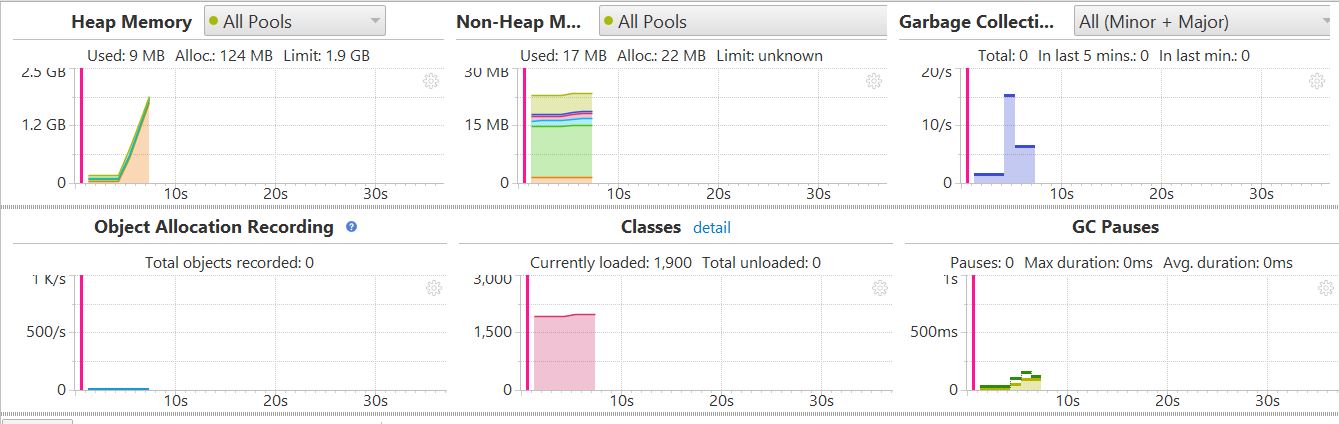 Heap Memory All Pools Non-Heap M... All Pools Garbage Collecti... All (Minor + Major)
Used: 9 MB Alloc.: 124 MB Limit: 1.9 GB Used: 17 MB Alloc.: 22 MB Limit: unknown Total: 0 In last 5 mins.: 0 In last min.: 0
2.5 GB 30 MB 20/s
1.2 GB 15 MB 10/s
0 0 0
10s 20s 30s 10s 20s 30s 10s 20s 30s
Object Allocation Recording ? Classes detail GC Pauses
Total objects recorded: 0 Currently loaded: 1,900 Total unloaded: 0 Pauses: 0 Max duration: 0ms Avg. duration: 0ms
1 K/s 3,000 1s
500/s 1,500 500ms
0 0 0
10s 20s 30s 10s 20s 30s 10s 20s 30s